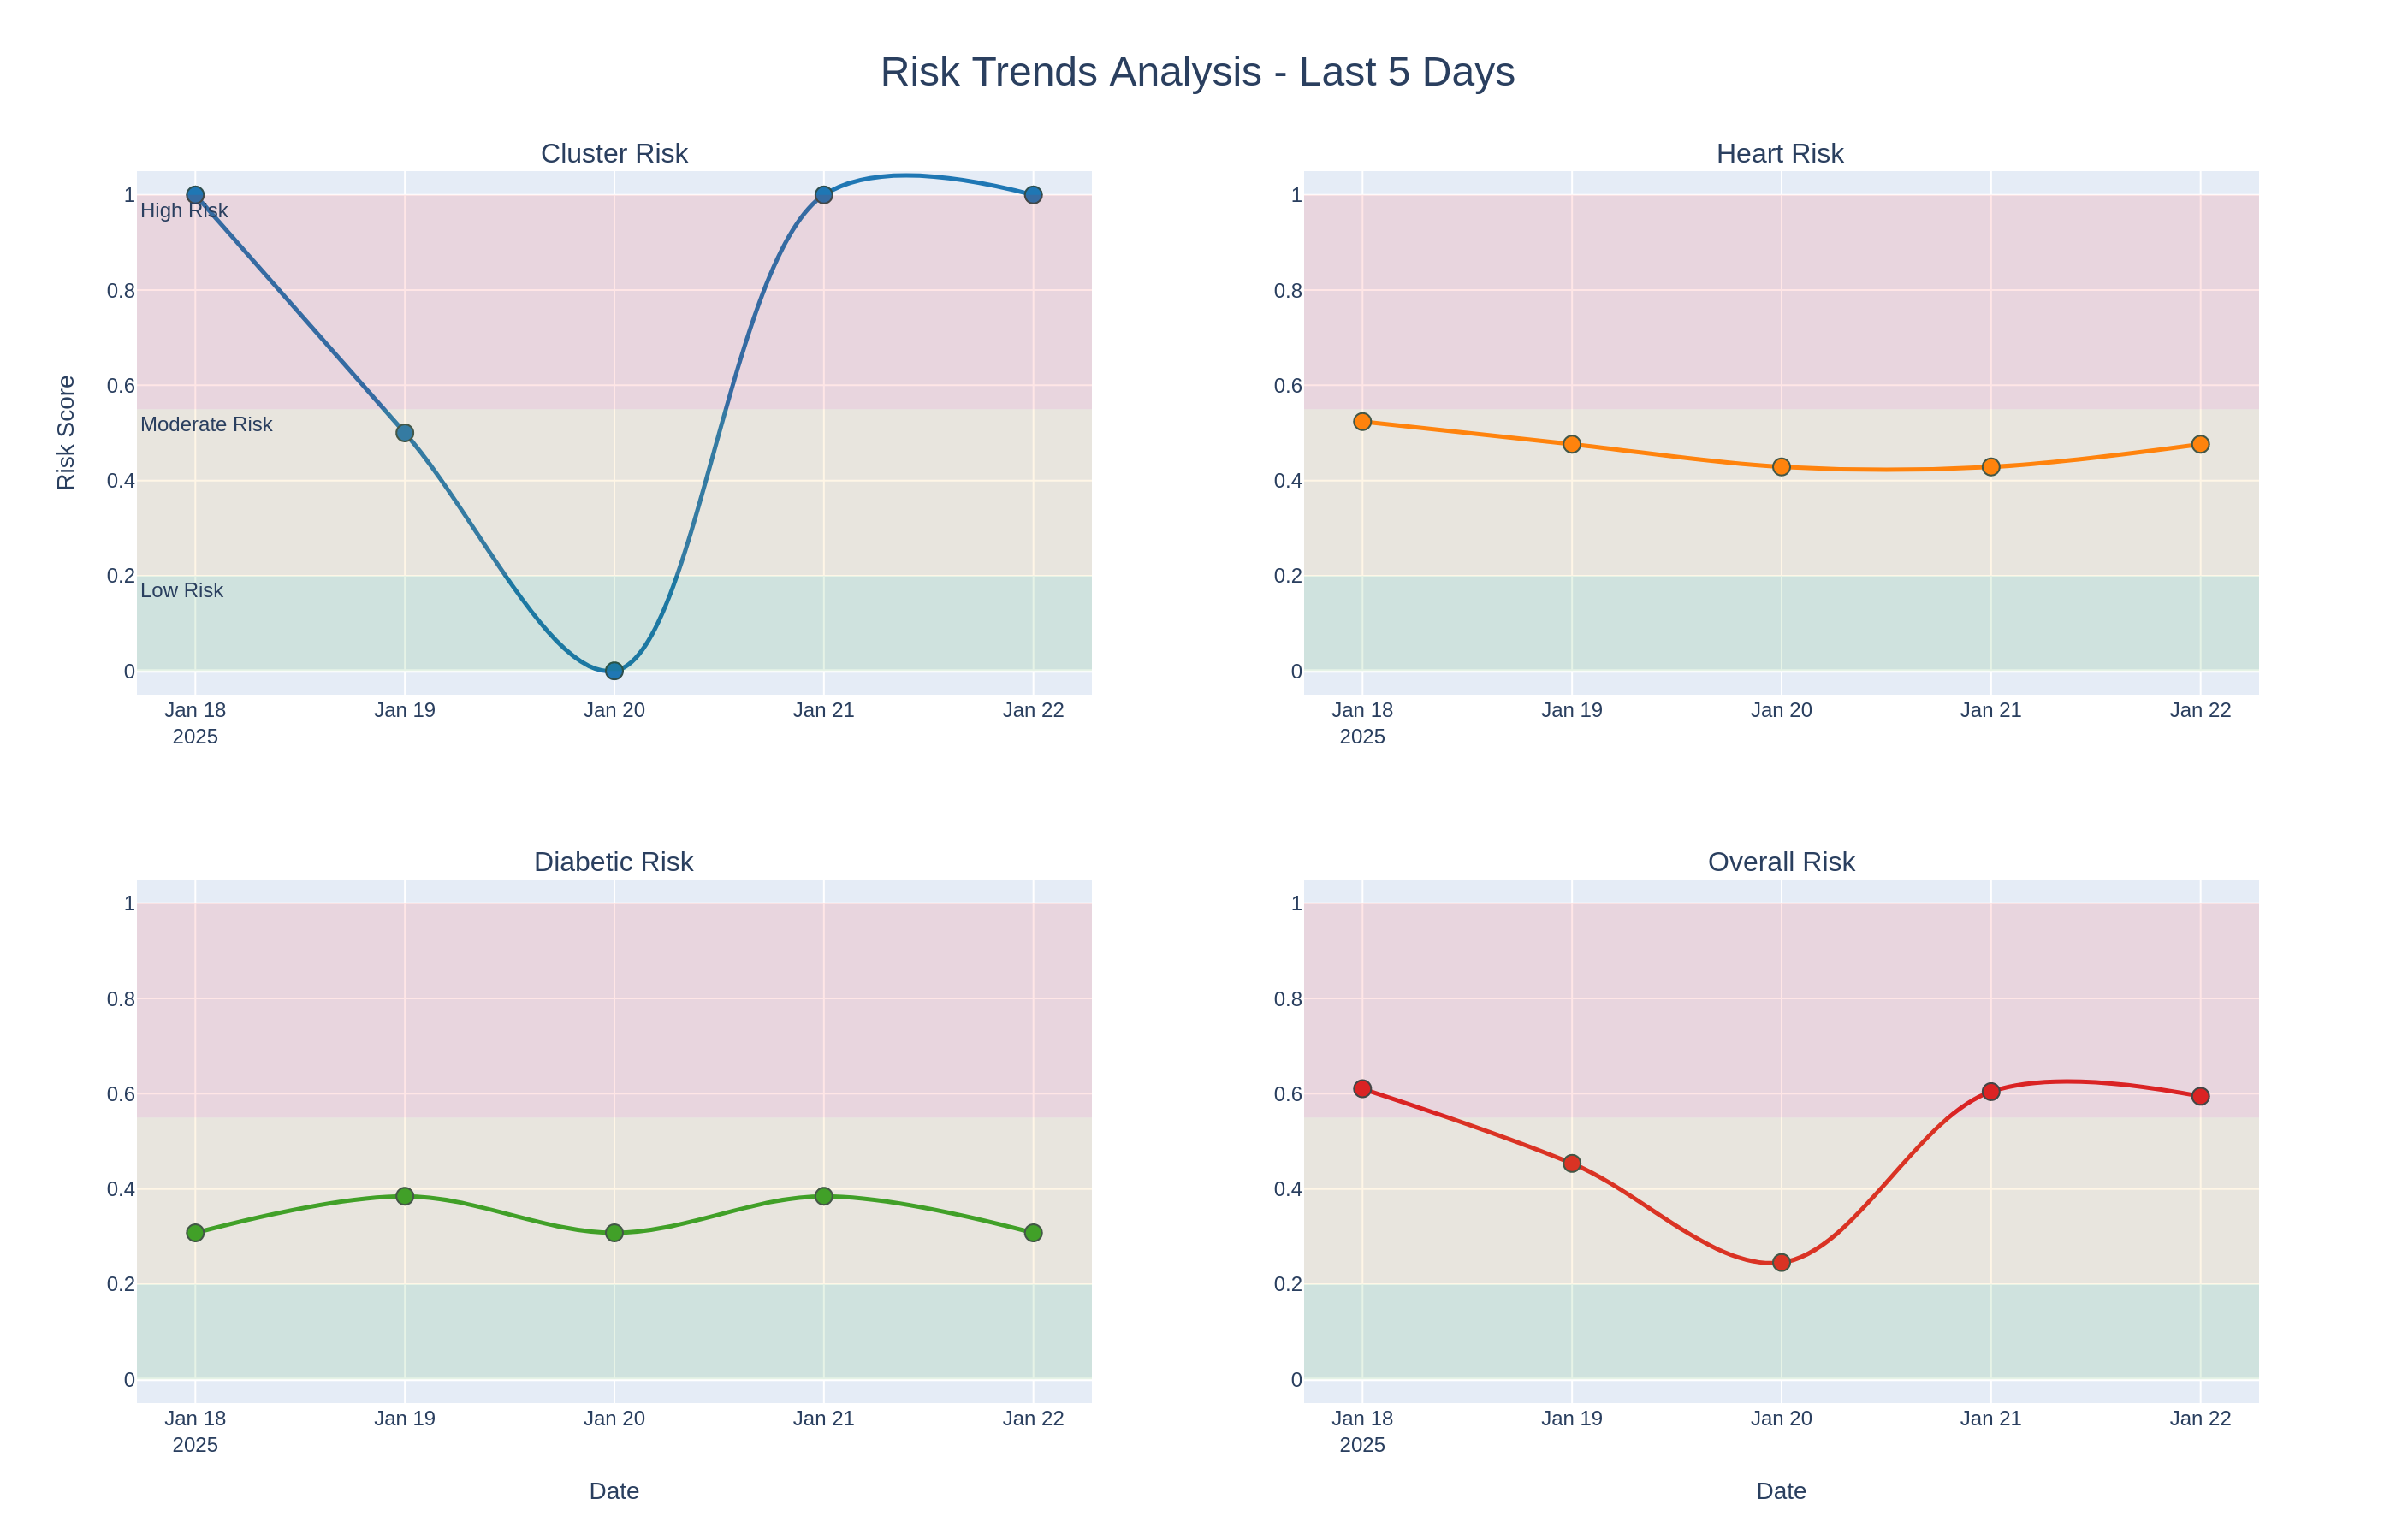 Risk Trends Analysis - Last 5 Days
Cluster Risk
Risk Score
1
0.8
0.6
0.4
0.2
0
High Risk
Moderate Risk
Low Risk
Jan 18
2025
Jan 19
Jan 20
Jan 21
Jan 22
Heart Risk
1
0.8
0.6
0.4
0.2
0
Jan 18
2025
Jan 19
Jan 20
Jan 21
Jan 22
Diabetic Risk
1
0.8
0.6
0.4
0.2
0
Jan 18
2025
Jan 19
Jan 20
Jan 21
Jan 22
Date
Overall Risk
1
0.8
0.6
0.4
0.2
0
Jan 18
2025
Jan 19
Jan 20
Jan 21
Jan 22
Date